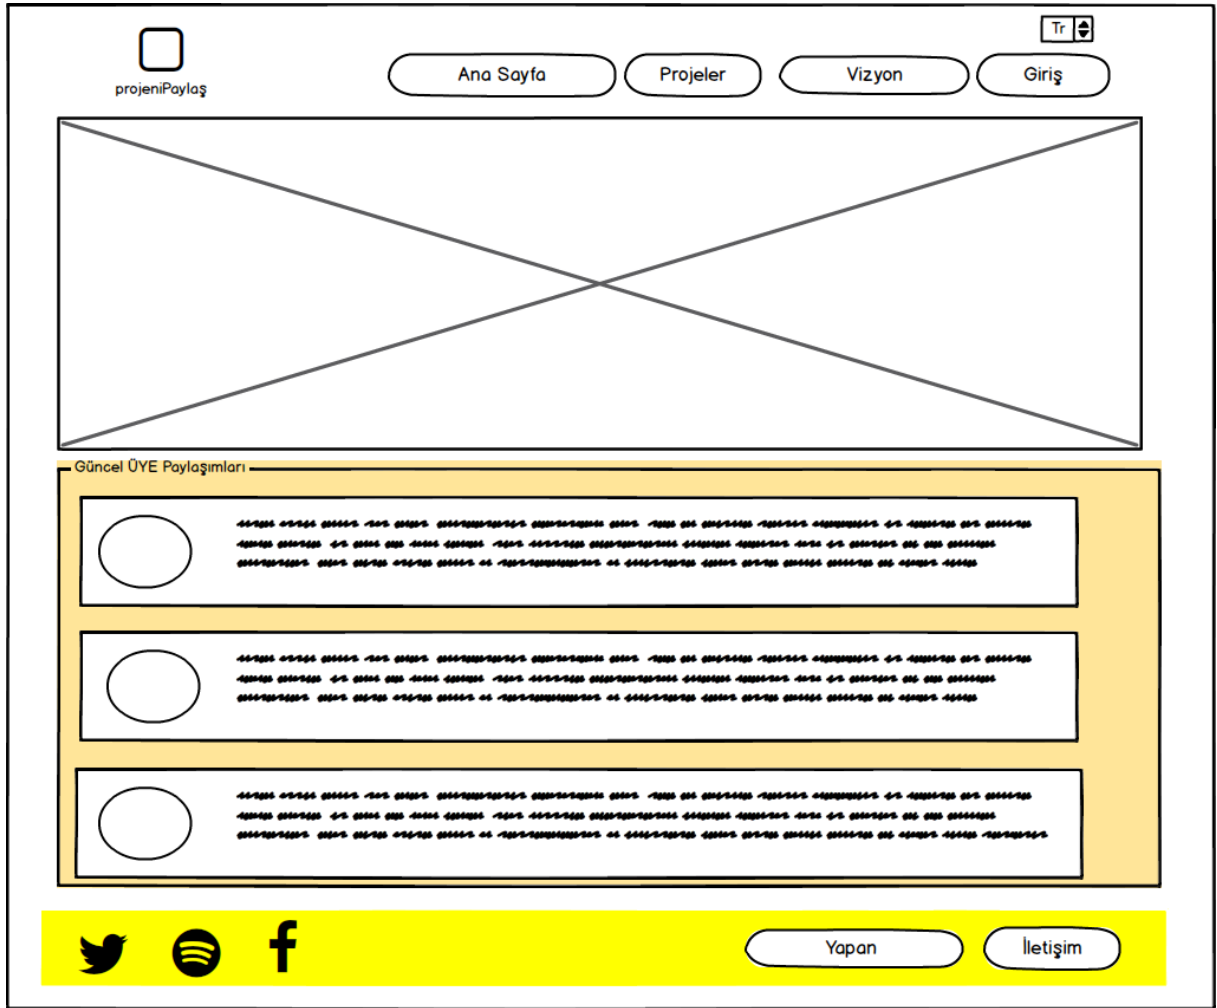 Tr
projeniPaylaş
Ana Sayfa
Projeler
Vizyon
Giriş
Güncel ÜYE Paylaşımları
Yapan
İletişim